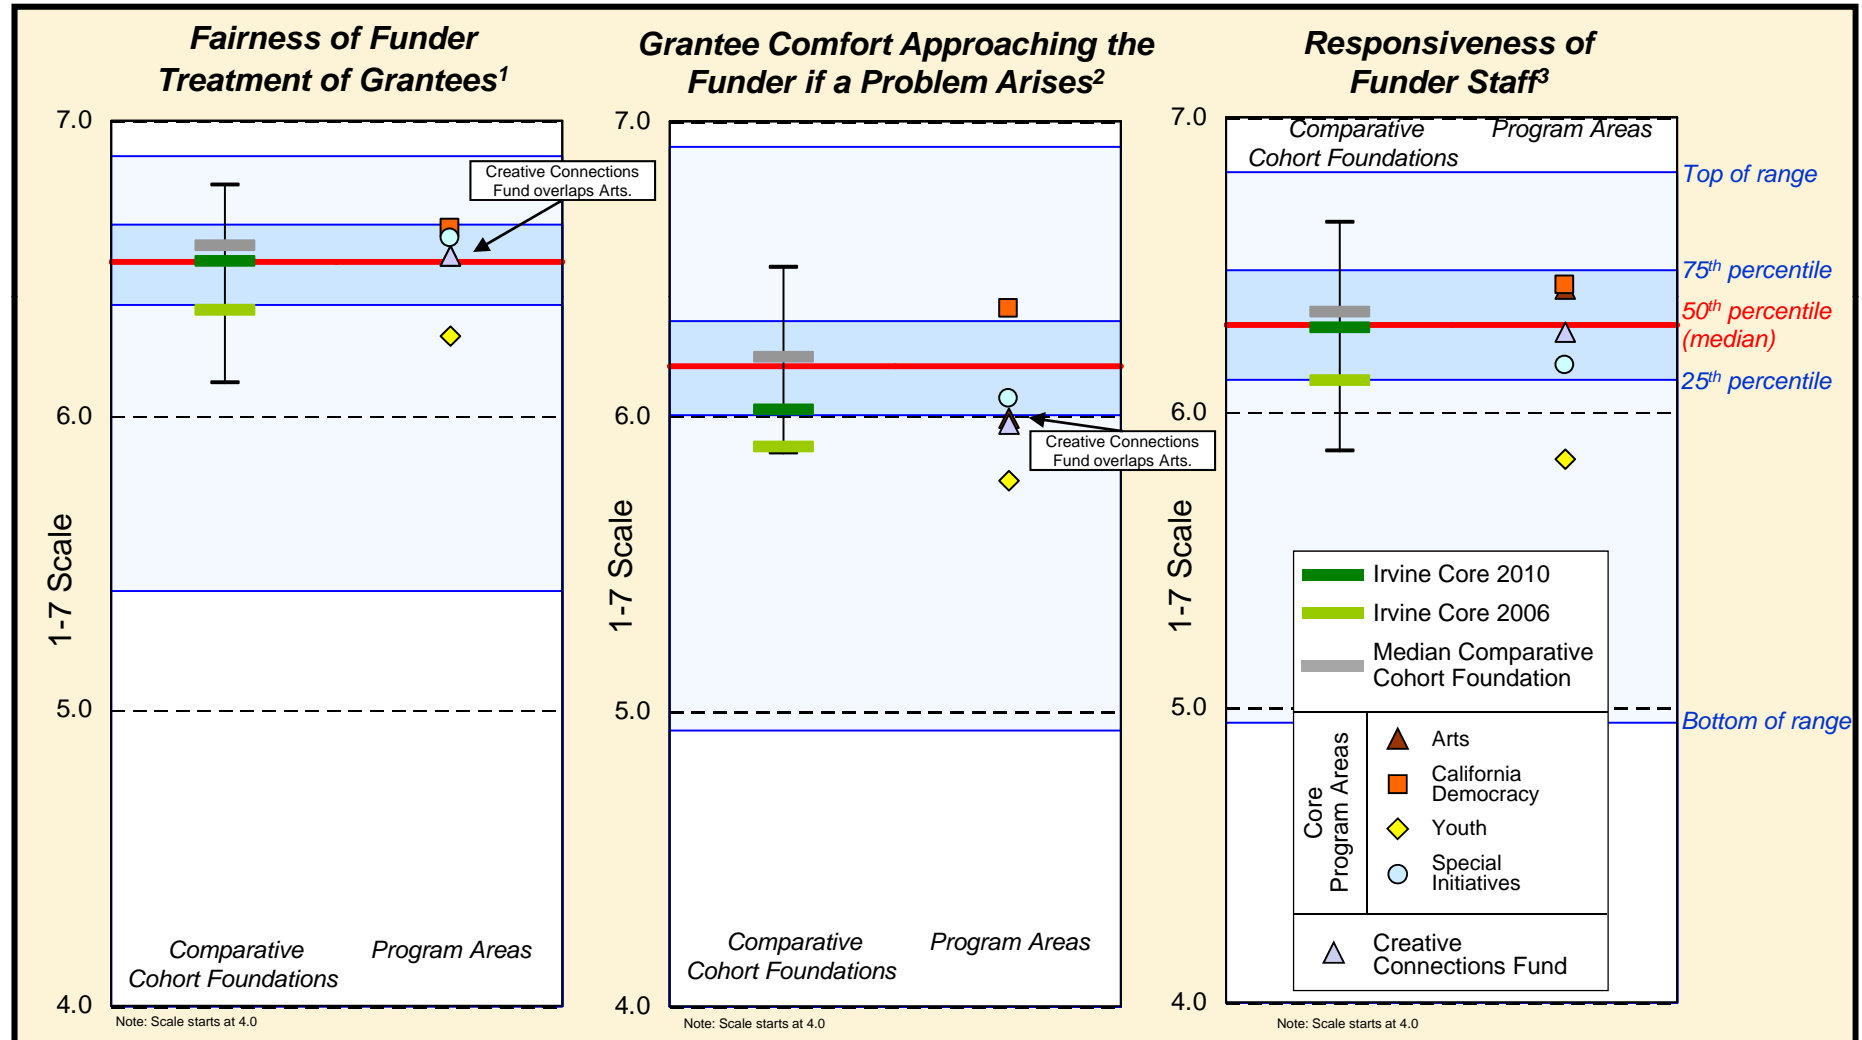 Fairness of Funder
Treatment of Grantees1
7.0
6.0
5.0
4.0
1-7 Scale
Creative Connections
Fund overlaps Arts.
Comparative
Cohort Foundations
Program Areas
Note: Scale starts at 4.0
Grantee Comfort Approaching the
Funder if a Problem Arises2
7.0
6.0
5.0
4.0
1-7 Scale
Creative Connections
Fund overlaps Arts.
Comparative
Cohort Foundations
Program Areas
Note: Scale starts at 4.0
Responsiveness of
Funder Staff3
7.0
6.0
5.0
4.0
1-7 Scale
Comparative
Cohort Foundations
Program Areas
Top of range
75th percentile
50th percentile
(median)
25th percentile
Bottom of range
Irvine Core 2010
Irvine Core 2006
Median Comparative
Cohort Foundation
Core
Program Areas
Arts
California
Democracy
Youth
Special
Initiatives
Creative
Connections Fund
Note: Scale starts at 4.0